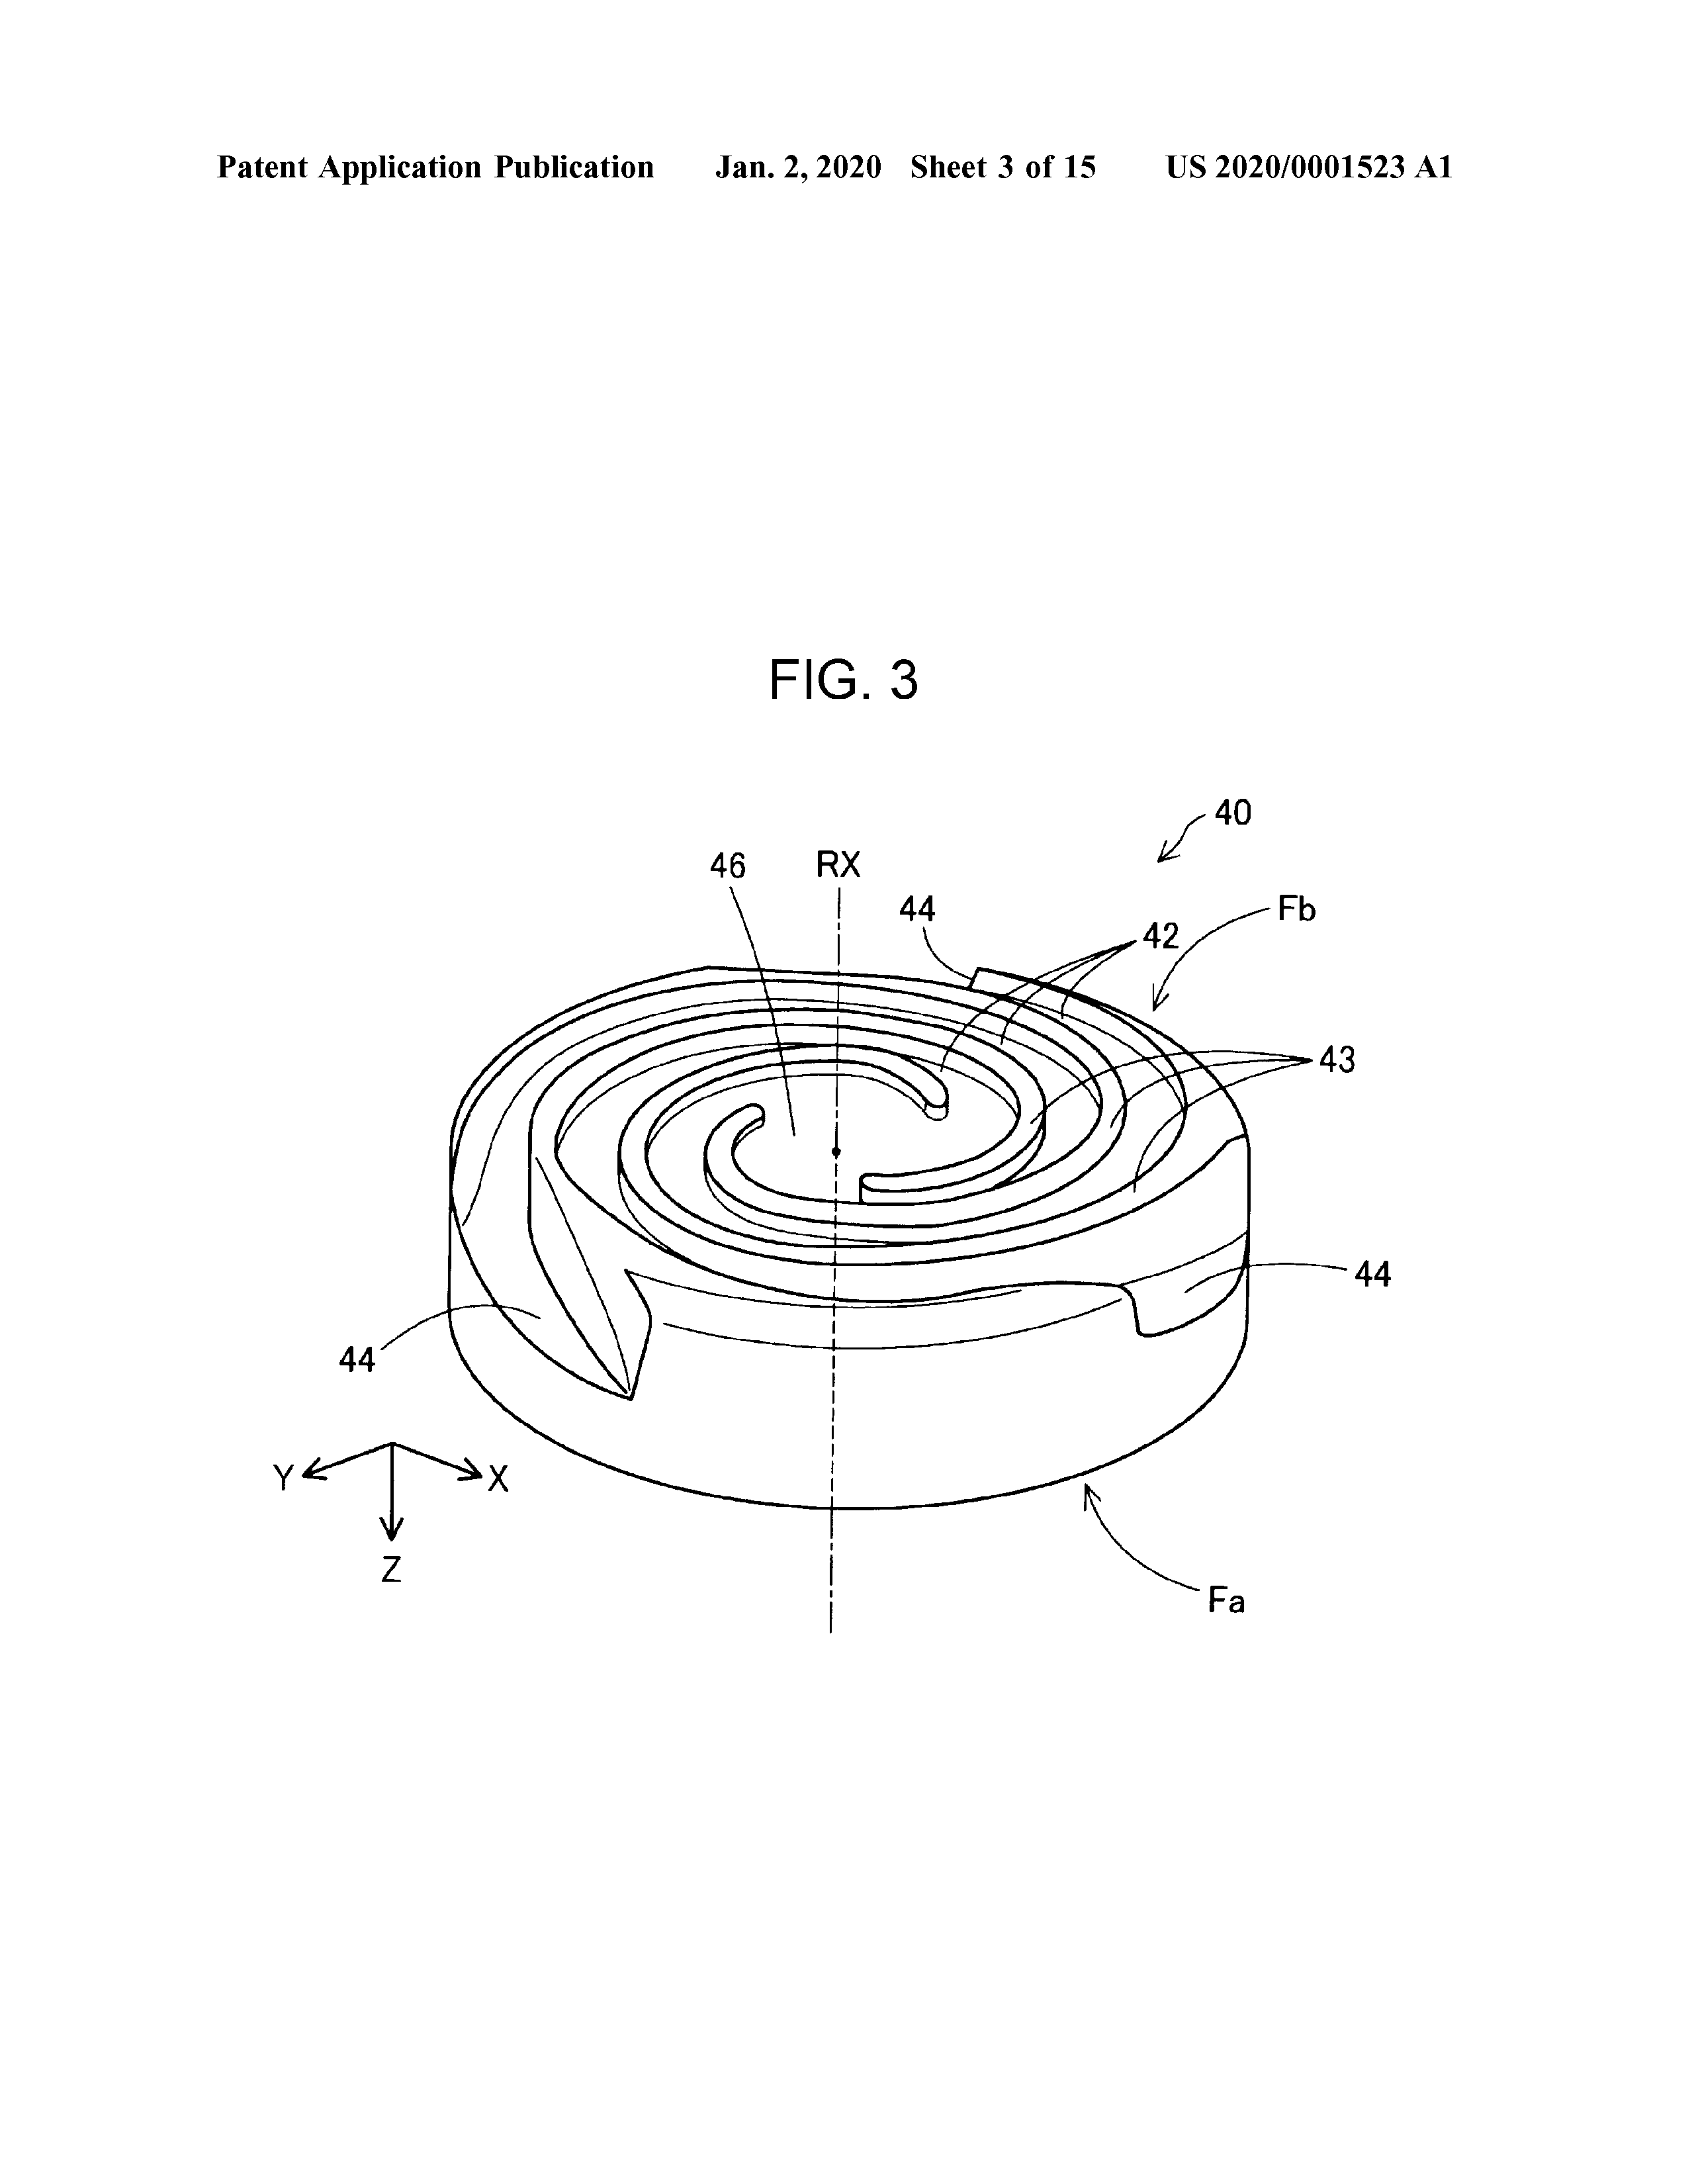 Patent Application Publication Jan. 2, 2020 Sheet 3 of 15 US 2020/0001523 A1
FIG. 3
40
46 RX
44 Fb
42
43
44
44
Y X
Z
Fa